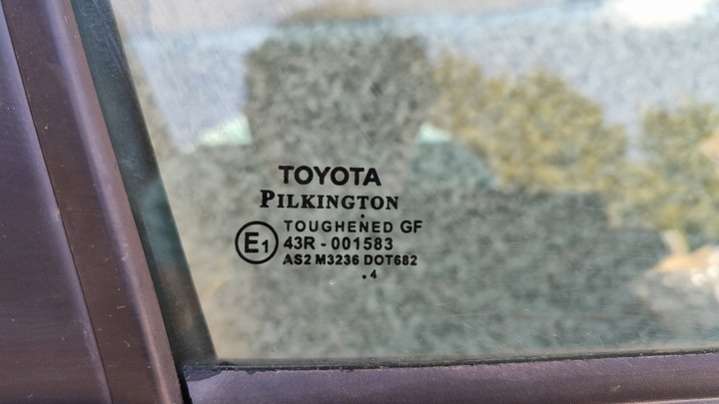 TOYOTA
PILKINGTON
TOUGHENED GF
E1 43R - 001583
AS2 M3236 DOT682
. 4